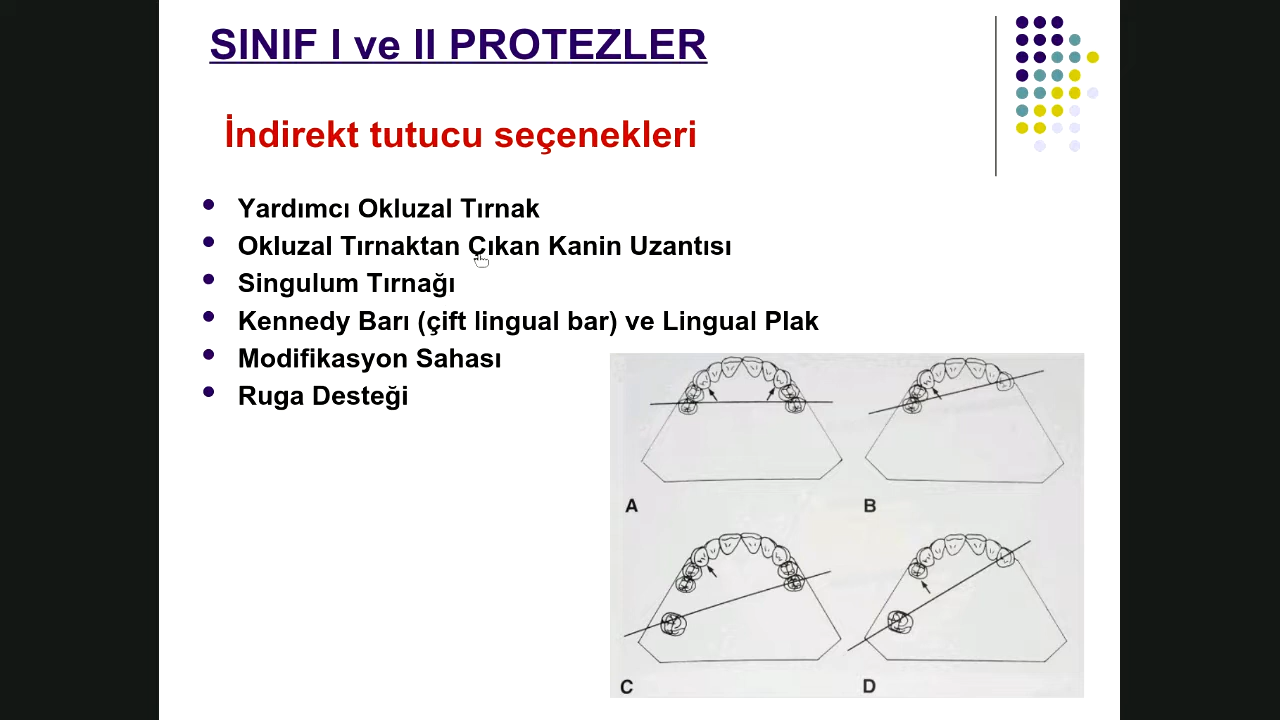 SINIF I ve II PROTEZLER
İndirekt tutucu seçenekleri
Yardımcı Okluzal Tırnak
Okluzal Tırnaktan Çıkan Kanin Uzantısı
Singulum Tırnağı
Kennedy Barı (çift lingual bar) ve Lingual Plak
Modifikasyon Sahası
Ruga Desteği
A
B
C
D